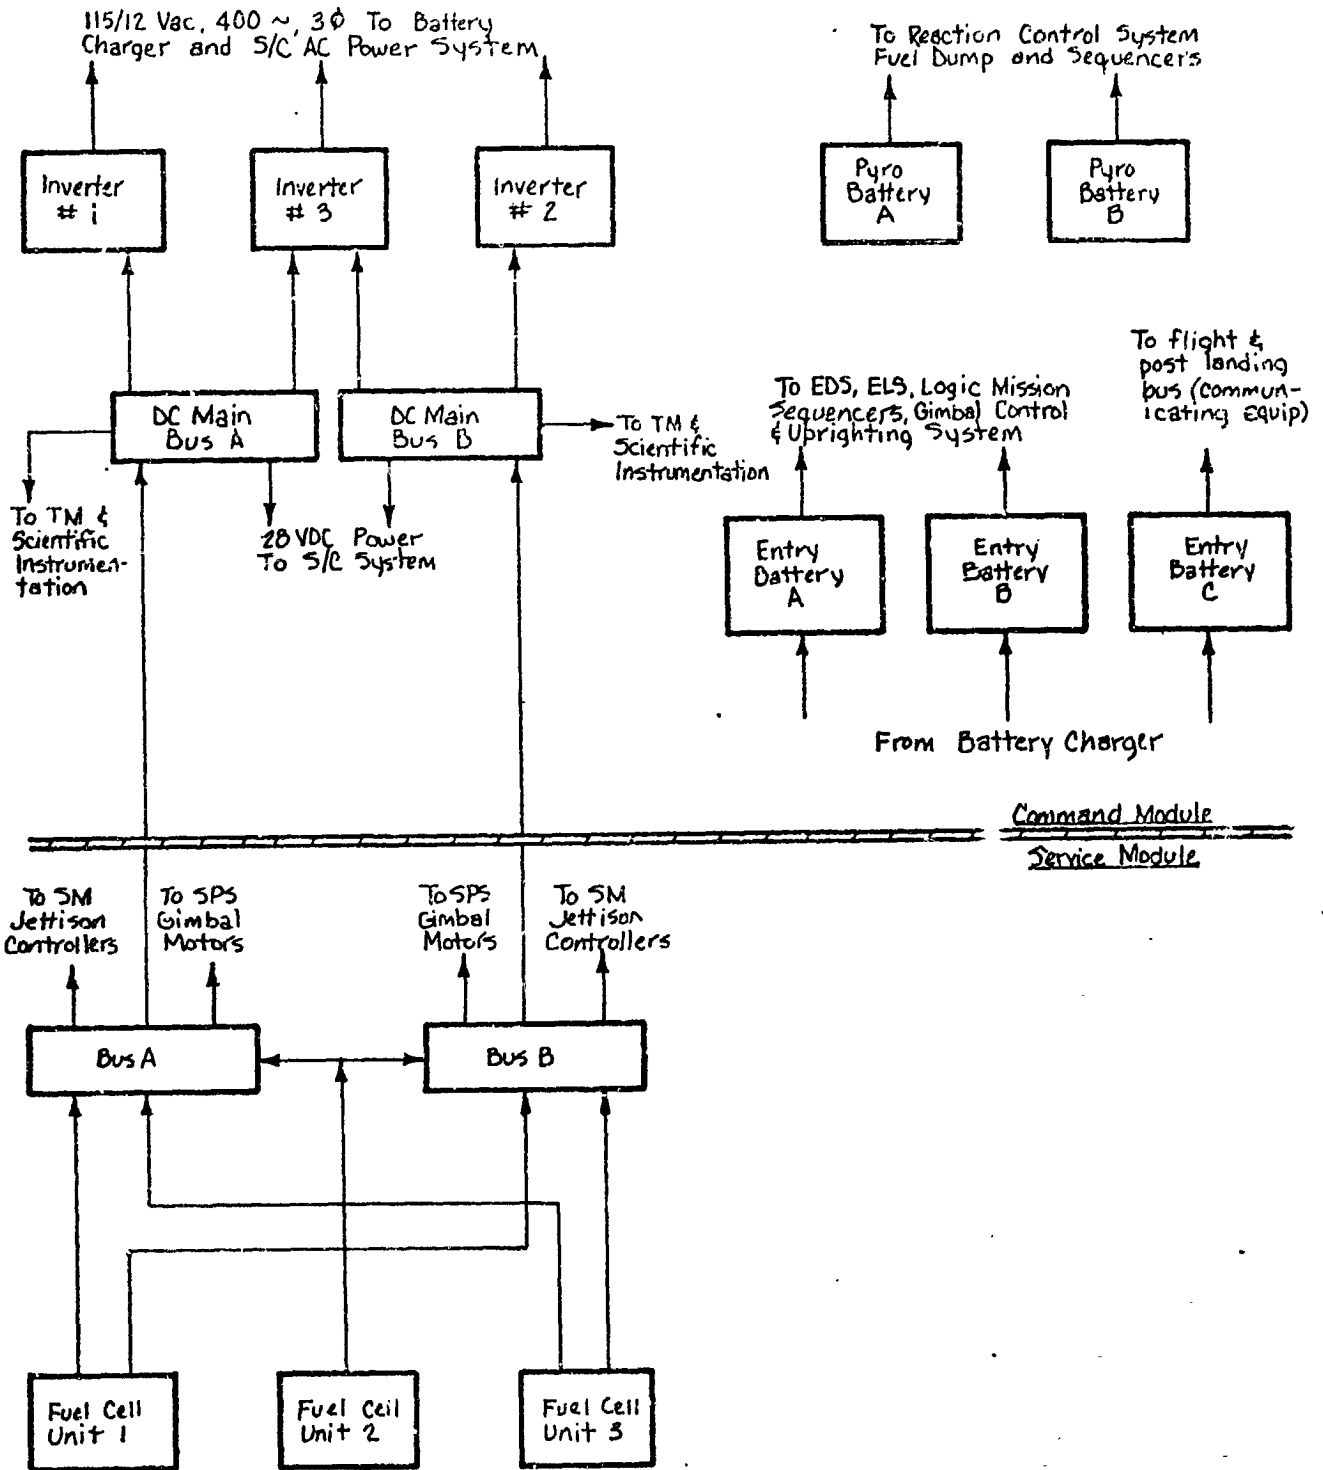 115/12 Vac, 400 ~, 3φ To Battery
Charger and S/C AC Power System
To Reaction Control System
Fuel Dump and Sequencers
Inverter
# 1
Inverter
# 3
Inverter
# 2
Pyro
Battery
A
Pyro
Battery
B
DC Main
Bus A
DC Main
Bus B
To TM &
Scientific
Instrumentation
To TM &
Scientific
Instrumen-
tation
28 VDC Power
To S/C System
To EDS, ELS, Logic Mission
Sequencers, Gimbal Control
& Uprighting System
To flight &
post landing
bus (commun-
icating Equip)
Entry
Battery
A
Entry
Battery
B
Entry
Battery
C
From Battery Charger
Command Module
Service Module
To SM
Jettison
Controllers
To SPS
Gimbal
Motors
To SPS
Gimbal
Motors
To SM
Jettison
Controllers
Bus A
Bus B
Fuel Cell
Unit 1
Fuel Cell
Unit 2
Fuel Cell
Unit 3